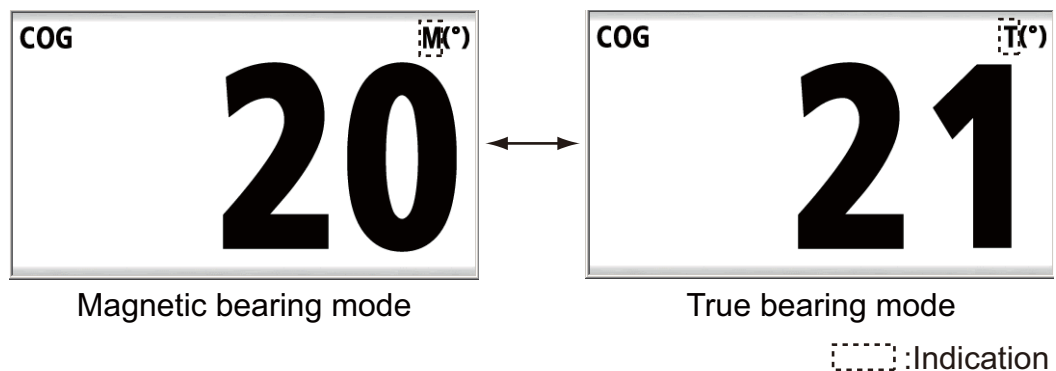 COG M(°)
20
Magnetic bearing mode
COG T(°)
21
True bearing mode
:Indication